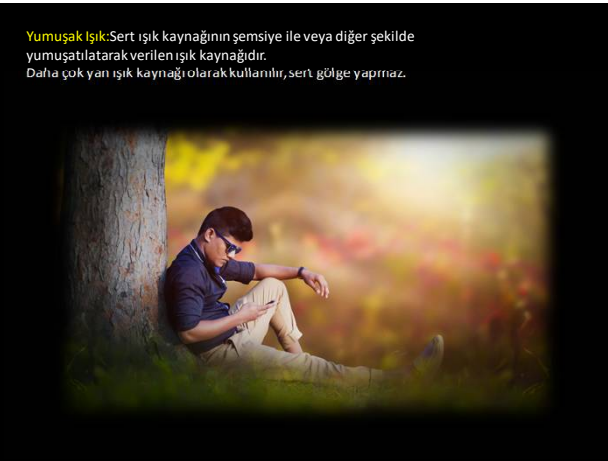 Yumuşak Işık:Sert ışık kaynağının şemsiye ile veya diğer şekilde
yumuşatılatarak verilen ışık kaynağıdır.
Daha çok yan ışık kaynağı olarak kullanılır, sert gölge yapmaz.